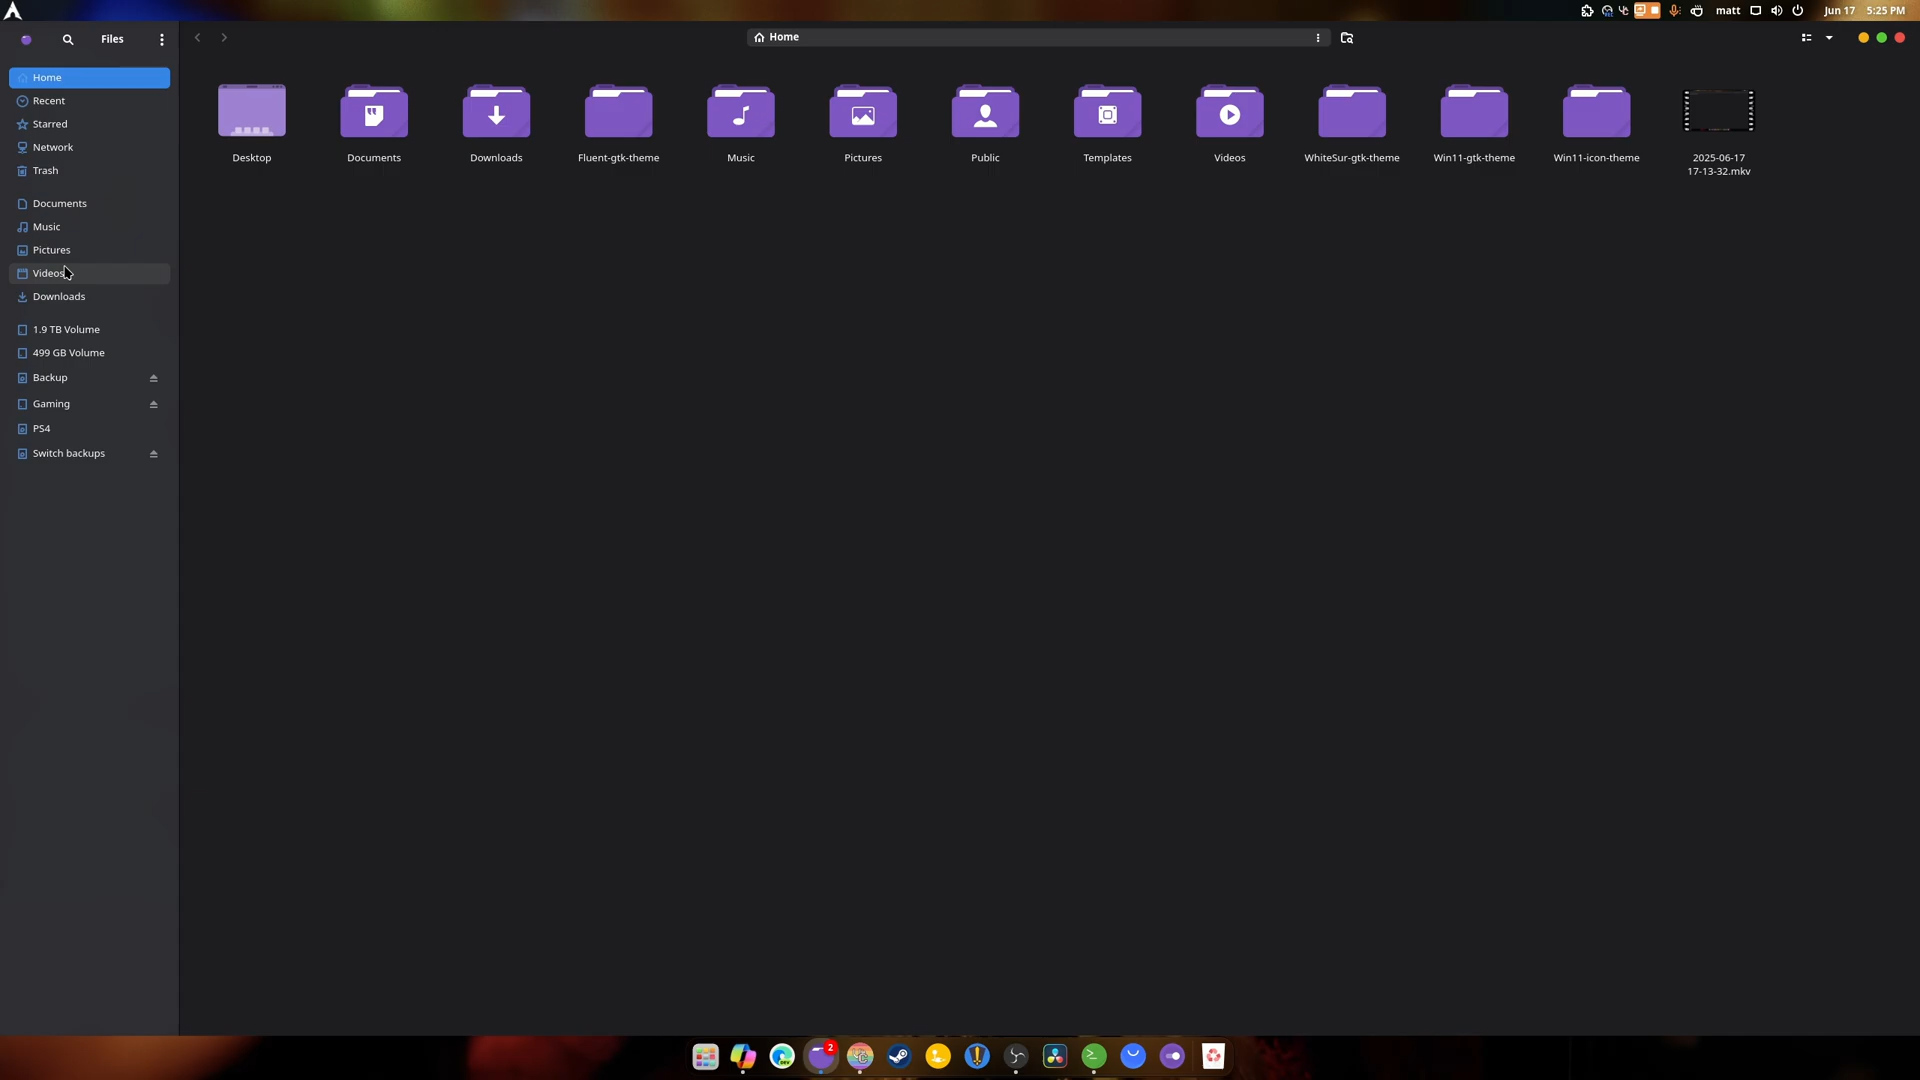 matt
Jun 17 5:25 PM
Files
Home
Home
Recent
Starred
Network
Trash
Documents
Music
Pictures
Videos
Downloads
1.9 TB Volume
499 GB Volume
Backup
Gaming
PS4
Switch backups
Desktop
Documents
Downloads
Fluent-gtk-theme
Music
Pictures
Public
Templates
Videos
WhiteSur-gtk-theme
Win11-gtk-theme
Win11-icon-theme
2025-06-17
17-13-32.mkv
2